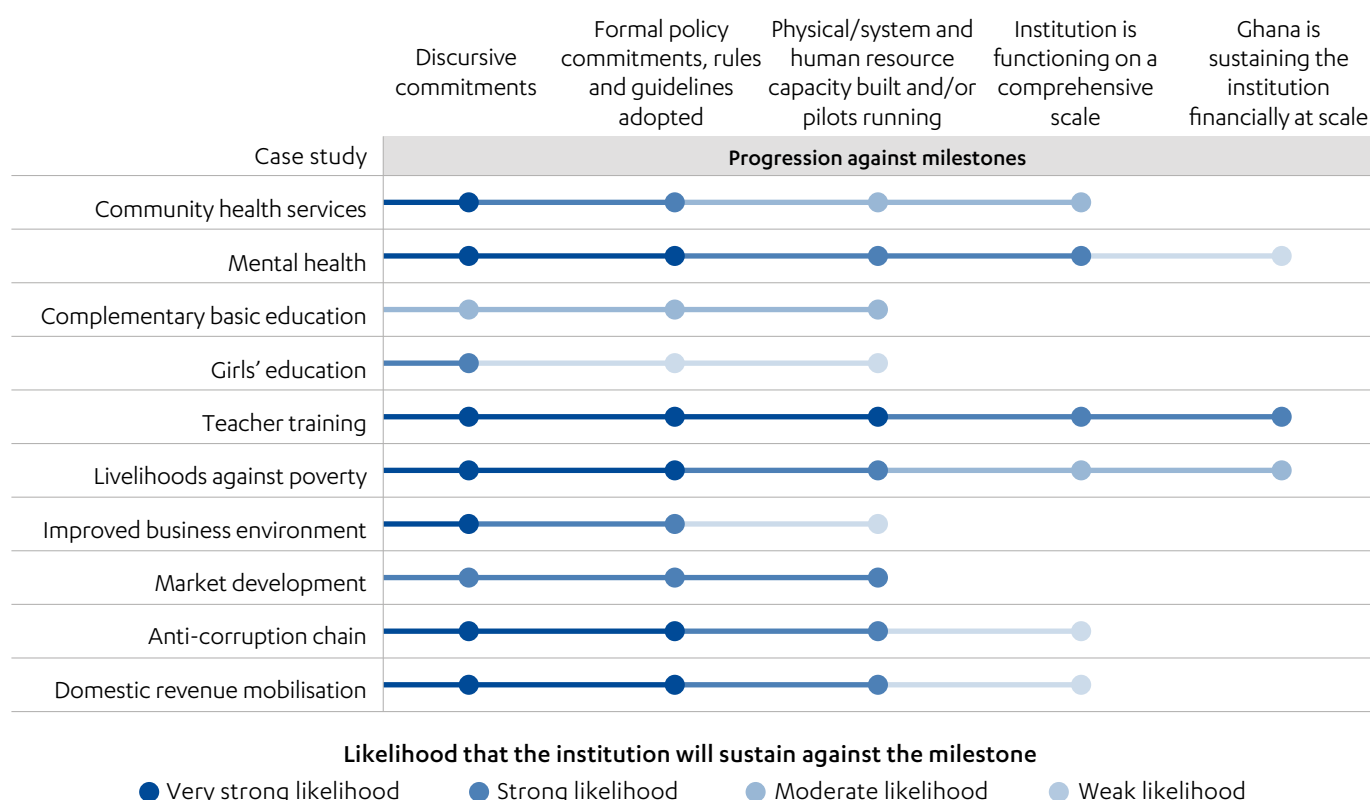 Discursive
commitments
Formal policy
commitments, rules
and guidelines
adopted
Physical/system and
human resource
capacity built and/or
pilots running
Institution is
functioning on a
comprehensive
scale
Ghana is
sustaining the
institution
financially at scale
Case study
Progression against milestones
Community health services
Mental health
Complementary basic education
Girls’ education
Teacher training
Livelihoods against poverty
Improved business environment
Market development
Anti-corruption chain
Domestic revenue mobilisation
Likelihood that the institution will sustain against the milestone
Very strong likelihood
Strong likelihood
Moderate likelihood
Weak likelihood